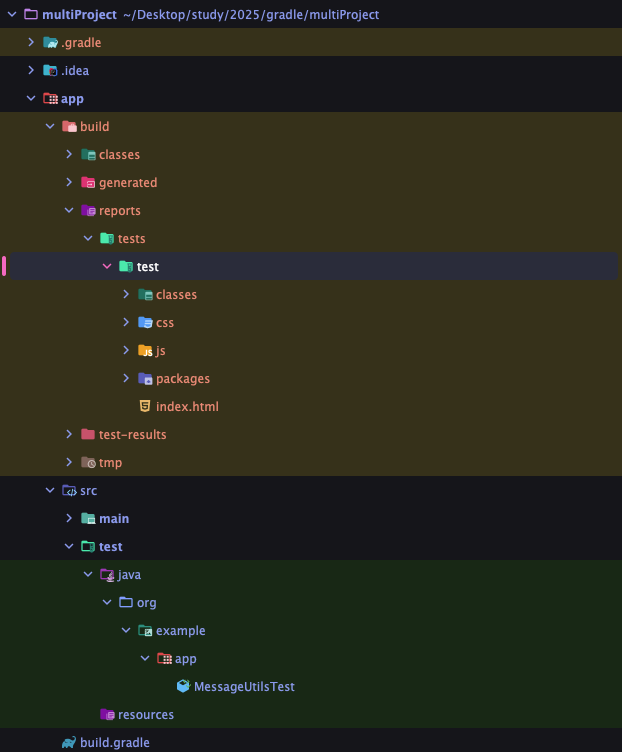 multiProject ~/Desktop/study/2025/gradle/multiProject
.gradle
.idea
app
build
classes
generated
reports
tests
test
classes
css
JS js
packages
index.html
test-results
tmp
src
main
test
java
org
example
app
MessageUtilsTest
resources
build.gradle